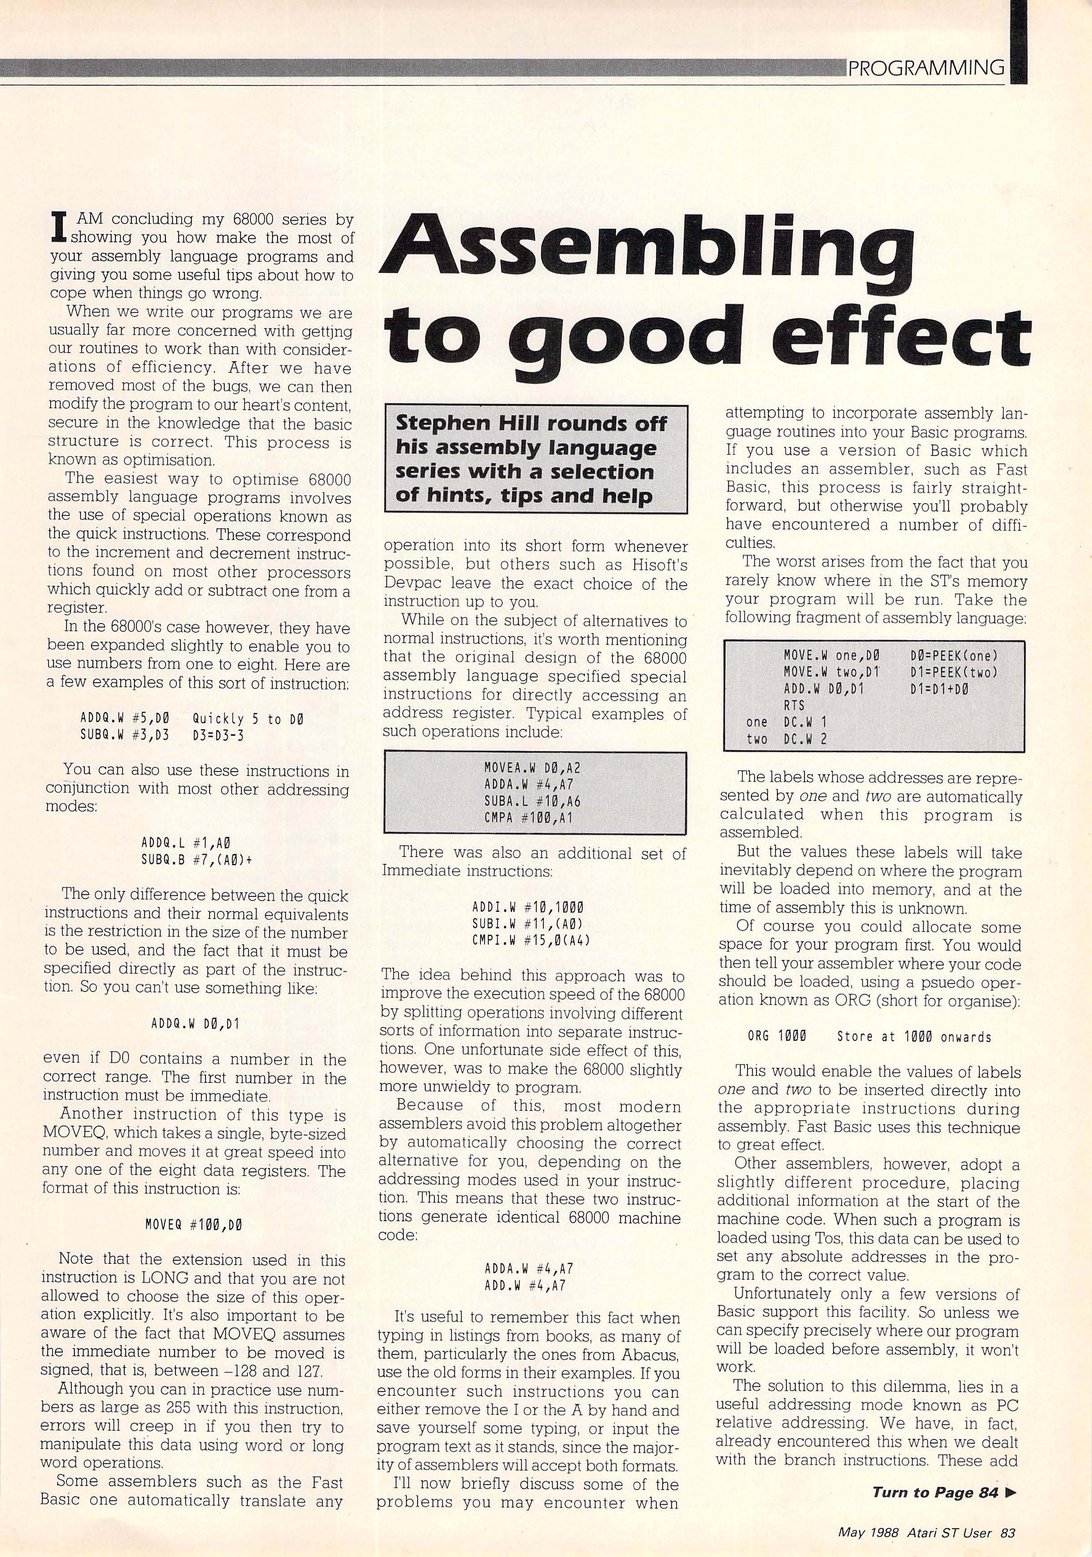 PROGRAMMING
Assembling
to good effect
I AM concluding my 68000 series by
showing you how make the most of
your assembly language programs and
giving you some useful tips about how to
cope when things go wrong.
When we write our programs we are
usually far more concerned with gettjng
our routines to work than with consider-
ations of efficiency. After we have
removed most of the bugs, we can then
modify the program to our heart's content,
secure in the knowledge that the basic
structure is correct. This process is
known as optimisation.
The easiest way to optimise 68000
assembly language programs involves
the use of special operations known as
the quick instructions. These correspond
to the increment and decrement instruc-
tions found on most other processors
which quickly add or subtract one from a
register.
In the 68000's case however, they have
been expanded slightly to enable you to
use numbers from one to eight. Here are
a few examples of this sort of instruction:
ADDQ.W #5,D0 Quickly 5 to D0
SUBQ.W #3,D3 D3=D3-3
You can also use these instructions in
conjunction with most other addressing
modes:
ADDQ.L #1,A0
SUBQ.B #7,(A0)+
The only difference between the quick
instructions and their normal equivalents
is the restriction in the size of the number
to be used, and the fact that it must be
specified directly as part of the instruc-
tion. So you can't use something like:
ADDQ.W D0,D1
even if D0 contains a number in the
correct range. The first number in the
instruction must be immediate.
Another instruction of this type is
MOVEQ, which takes a single, byte-sized
number and moves it at great speed into
any one of the eight data registers. The
format of this instruction is:
MOVEQ #100,D0
Note that the extension used in this
instruction is LONG and that you are not
allowed to choose the size of this oper-
ation explicitly. It's also important to be
aware of the fact that MOVEQ assumes
the immediate number to be moved is
signed, that is, between –128 and 127.
Although you can in practice use num-
bers as large as 255 with this instruction,
errors will creep in if you then try to
manipulate this data using word or long
word operations.
Some assemblers such as the Fast
Basic one automatically translate any
Stephen Hill rounds off
his assembly language
series with a selection
of hints, tips and help
operation into its short form whenever
possible, but others such as Hisoft's
Devpac leave the exact choice of the
instruction up to you.
While on the subject of alternatives to
normal instructions, it's worth mentioning
that the original design of the 68000
assembly language specified special
instructions for directly accessing an
address register. Typical examples of
such operations include:
MOVEA.W D0,A2
ADDA.W #4,A7
SUBA.L #10,A6
CMPA #100,A1
There was also an additional set of
Immediate instructions:
ADDI.W #10,1000
SUBI.W #11,(A0)
CMPI.W #15,0(A4)
The idea behind this approach was to
improve the execution speed of the 68000
by splitting operations involving different
sorts of information into separate instruc-
tions. One unfortunate side effect of this,
however, was to make the 68000 slightly
more unwieldy to program.
Because of this, most modern
assemblers avoid this problem altogether
by automatically choosing the correct
alternative for you, depending on the
addressing modes used in your instruc-
tion. This means that these two instruc-
tions generate identical 68000 machine
code:
ADDA.W #4,A7
ADD.W #4,A7
It's useful to remember this fact when
typing in listings from books, as many of
them, particularly the ones from Abacus,
use the old forms in their examples. If you
encounter such instructions you can
either remove the I or the A by hand and
save yourself some typing, or input the
program text as it stands, since the major-
ity of assemblers will accept both formats.
I'll now briefly discuss some of the
problems you may encounter when
attempting to incorporate assembly lan-
guage routines into your Basic programs.
If you use a version of Basic which
includes an assembler, such as Fast
Basic, this process is fairly straight-
forward, but otherwise you'll probably
have encountered a number of diffi-
culties.
The worst arises from the fact that you
rarely know where in the ST's memory
your program will be run. Take the
following fragment of assembly language:
MOVE.W one,D0 D0=PEEK(one)
MOVE.W two,D1 D1=PEEK(two)
ADD.W D0,D1 D1=D1+D0
RTS
one DC.W 1
two DC.W 2
The labels whose addresses are repre-
sented by one and two are automatically
calculated when this program is
assembled.
But the values these labels will take
inevitably depend on where the program
will be loaded into memory, and at the
time of assembly this is unknown.
Of course you could allocate some
space for your program first. You would
then tell your assembler where your code
should be loaded, using a psuedo oper-
ation known as ORG (short for organise):
ORG 1000 Store at 1000 onwards
This would enable the values of labels
one and two to be inserted directly into
the appropriate instructions during
assembly. Fast Basic uses this technique
to great effect.
Other assemblers, however, adopt a
slightly different procedure, placing
additional information at the start of the
machine code. When such a program is
loaded using Tos, this data can be used to
set any absolute addresses in the pro-
gram to the correct value.
Unfortunately only a few versions of
Basic support this facility. So unless we
can specify precisely where our program
will be loaded before assembly, it won't
work.
The solution to this dilemma, lies in a
useful addressing mode known as PC
relative addressing. We have, in fact,
already encountered this when we dealt
with the branch instructions. These add
Turn to Page 84 ►
May 1988 Atari ST User 83